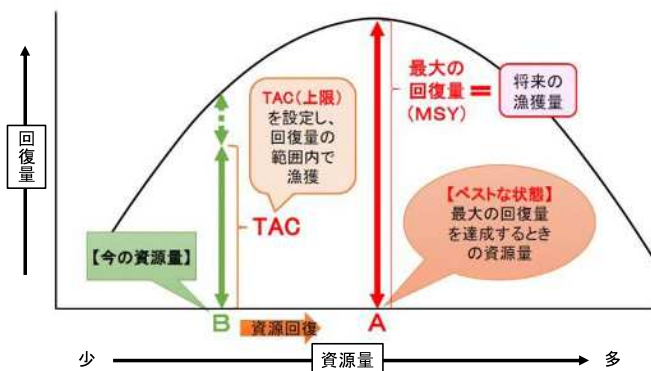 回復量
TAC(上限)
を設定し、
回復量の
範囲内で
漁獲
最大の
回復量
(MSY)
=
将来の
漁獲量
【ベストな状態】
最大の回復量
を達成するとき
の資源量
TAC
【今の資源量】
B
資源回復
A
少
資源量
多